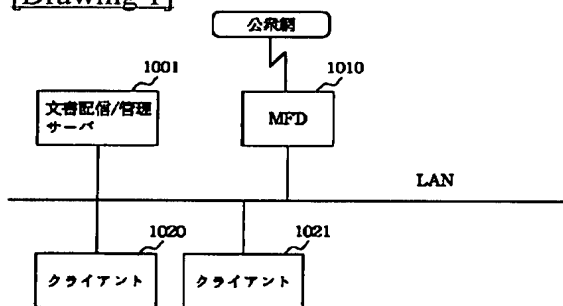 [Drawing 1]
公衆網
1001
1010
文書配信/管理
サーバ
MFD
LAN
1020
1021
クライアント
クライアント